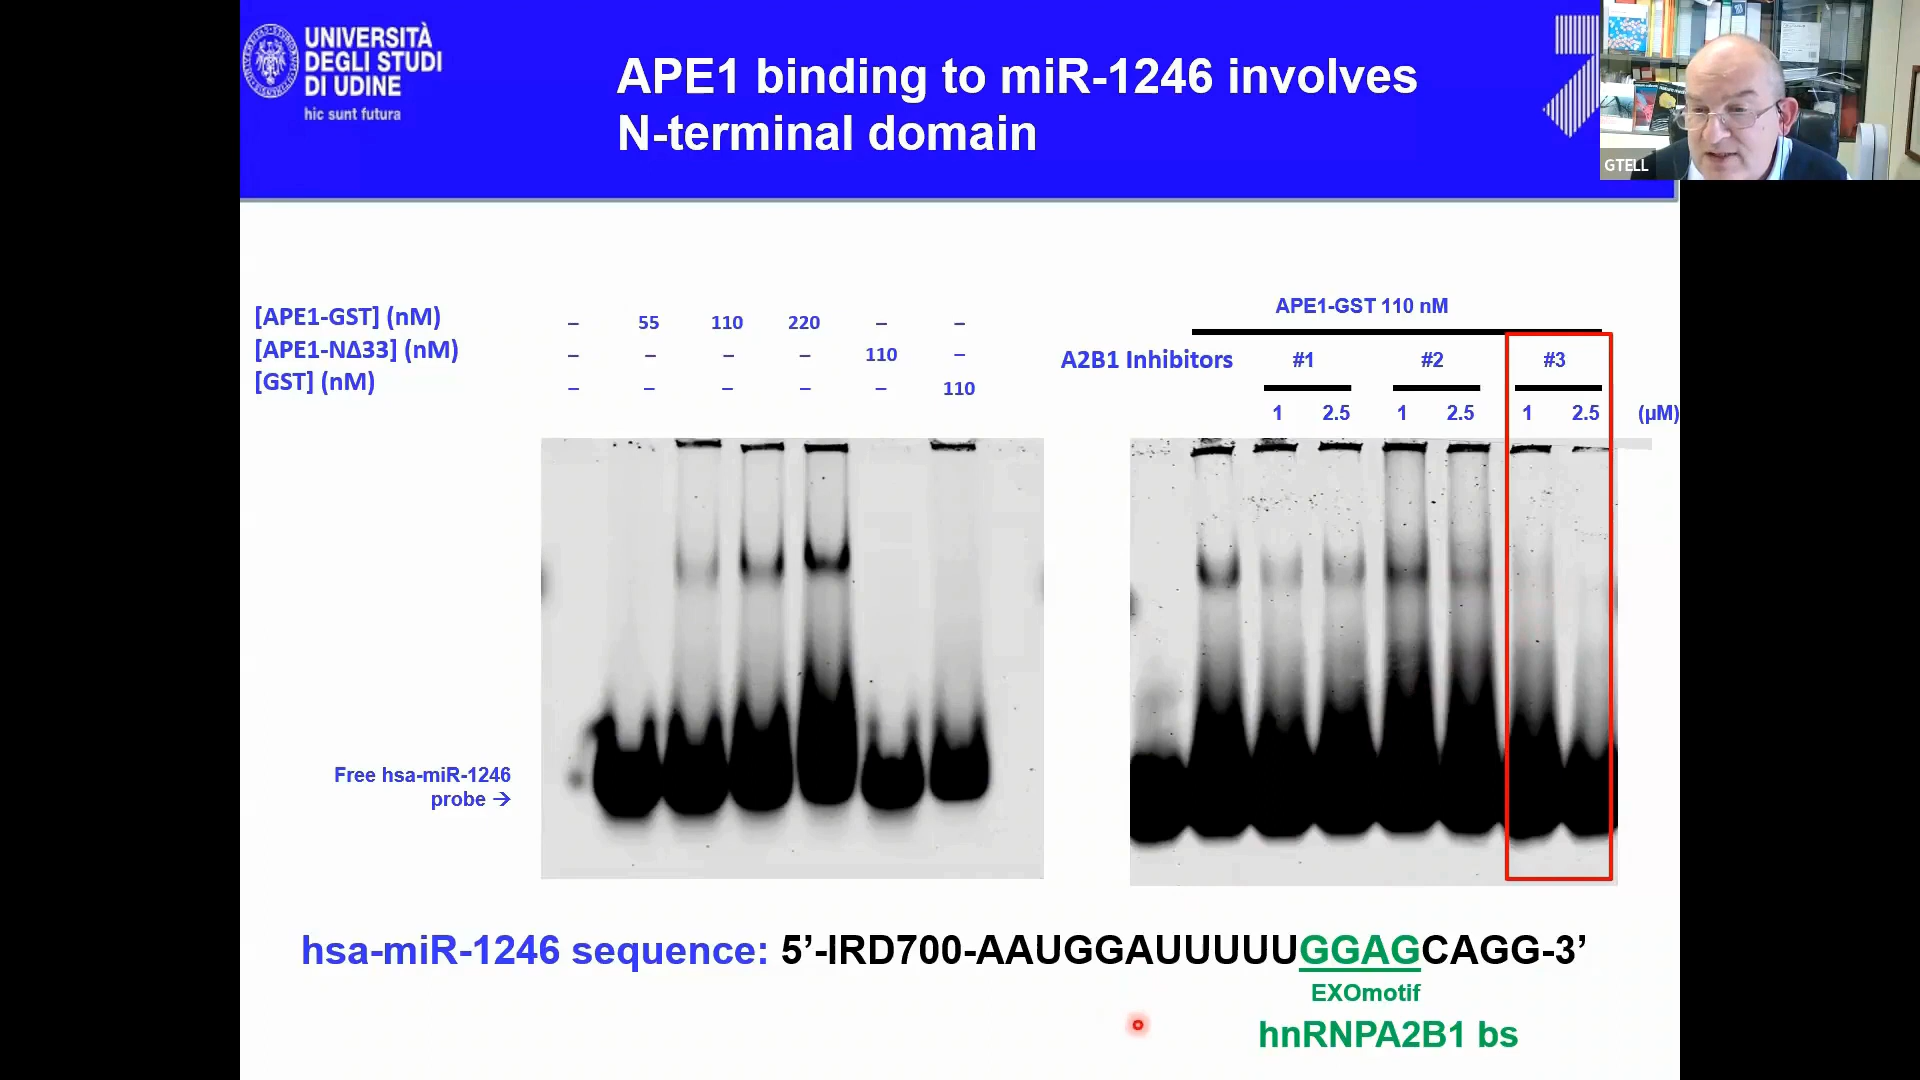 UNIVERSITÀ
DEGLI STUDI
DI UDINE
hic sunt futura
APE1 binding to miR-1246 involves
N-terminal domain
GTELL
[APE1-GST] (nM) – 55 110 220 – –
[APE1-NΔ33] (nM) – – – – 110 –
[GST] (nM) – – – – – 110
APE1-GST 110 nM
A2B1 Inhibitors #1 #2 #3
1 2.5 1 2.5 1 2.5 (µM)
Free hsa-miR-1246
probe →
hsa-miR-1246 sequence: 5’-IRD700-AAUGGAUUUUUGGAGCAGG-3’
EXOmotif
hnRNPA2B1 bs